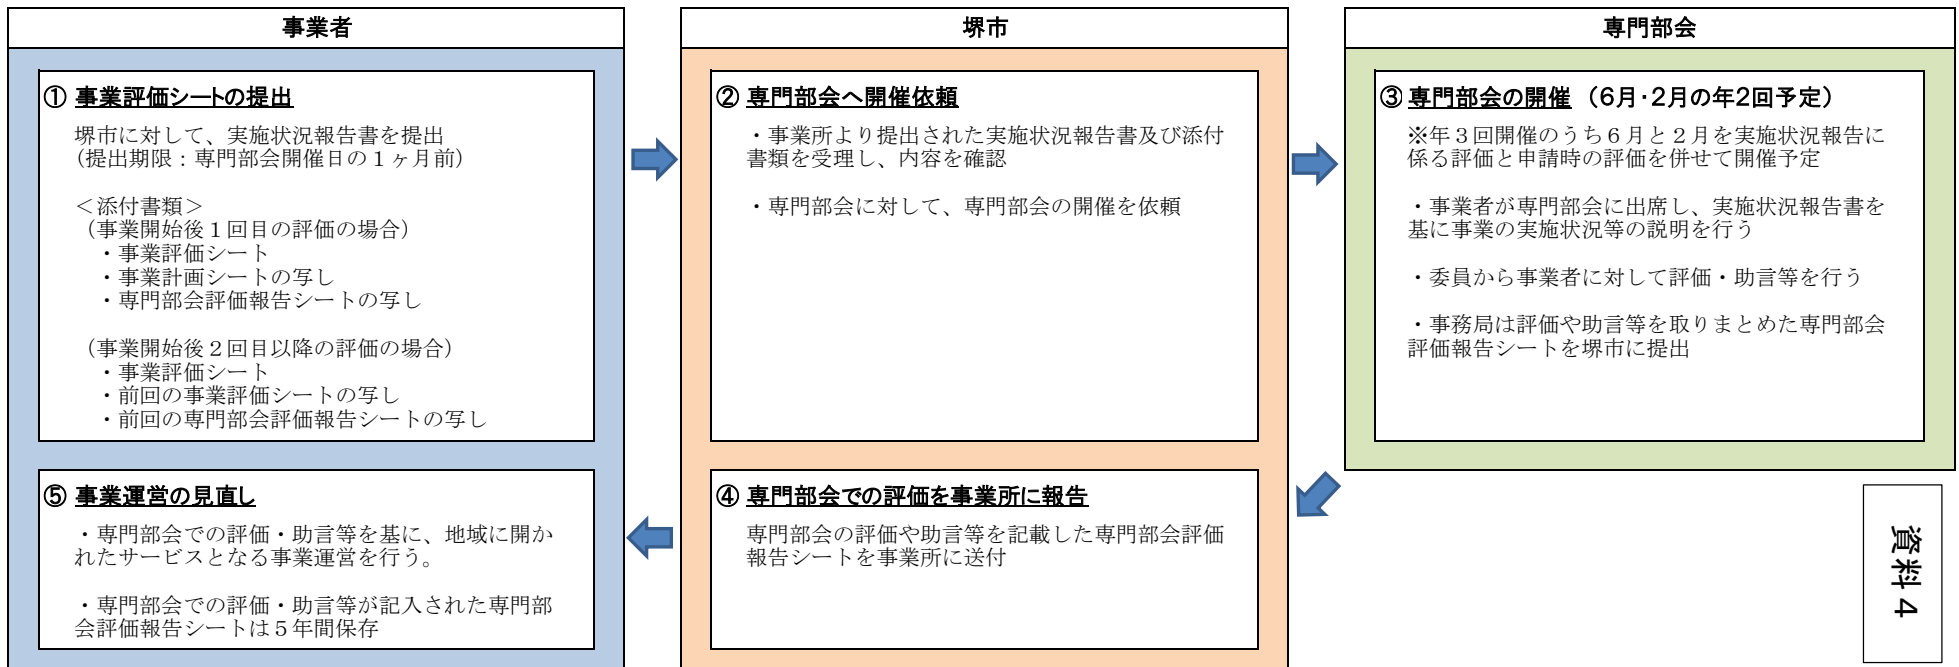 事業者
① 事業評価シートの提出
堺市に対して、実施状況報告書を提出
(提出期限：専門部会開催日の１ヶ月前)
＜添付書類＞
（事業開始後１回目の評価の場合）
・事業評価シート
・事業計画シートの写し
・専門部会評価報告シートの写し
（事業開始後２回目以降の評価の場合）
・事業評価シート
・前回の事業評価シートの写し
・前回の専門部会評価報告シートの写し
堺市
② 専門部会へ開催依頼
・事業所より提出された実施状況報告書及び添付
書類を受理し、内容を確認
・専門部会に対して、専門部会の開催を依頼
専門部会
③ 専門部会の開催 （6月･2月の年2回予定）
※年３回開催のうち６月と２月を実施状況報告に
係る評価と申請時の評価を併せて開催予定
・事業者が専門部会に出席し、実施状況報告書を
基に事業の実施状況等の説明を行う
・委員から事業者に対して評価・助言等を行う
・事務局は評価や助言等を取りまとめた専門部会
評価報告シートを堺市に提出
④ 専門部会での評価を事業所に報告
専門部会の評価や助言等を記載した専門部会評価
報告シートを事業所に送付
⑤ 事業運営の見直し
・専門部会での評価・助言等を基に、地域に開か
れたサービスとなる事業運営を行う。
・専門部会での評価・助言等が記入された専門部
会評価報告シートは５年間保存
資料４